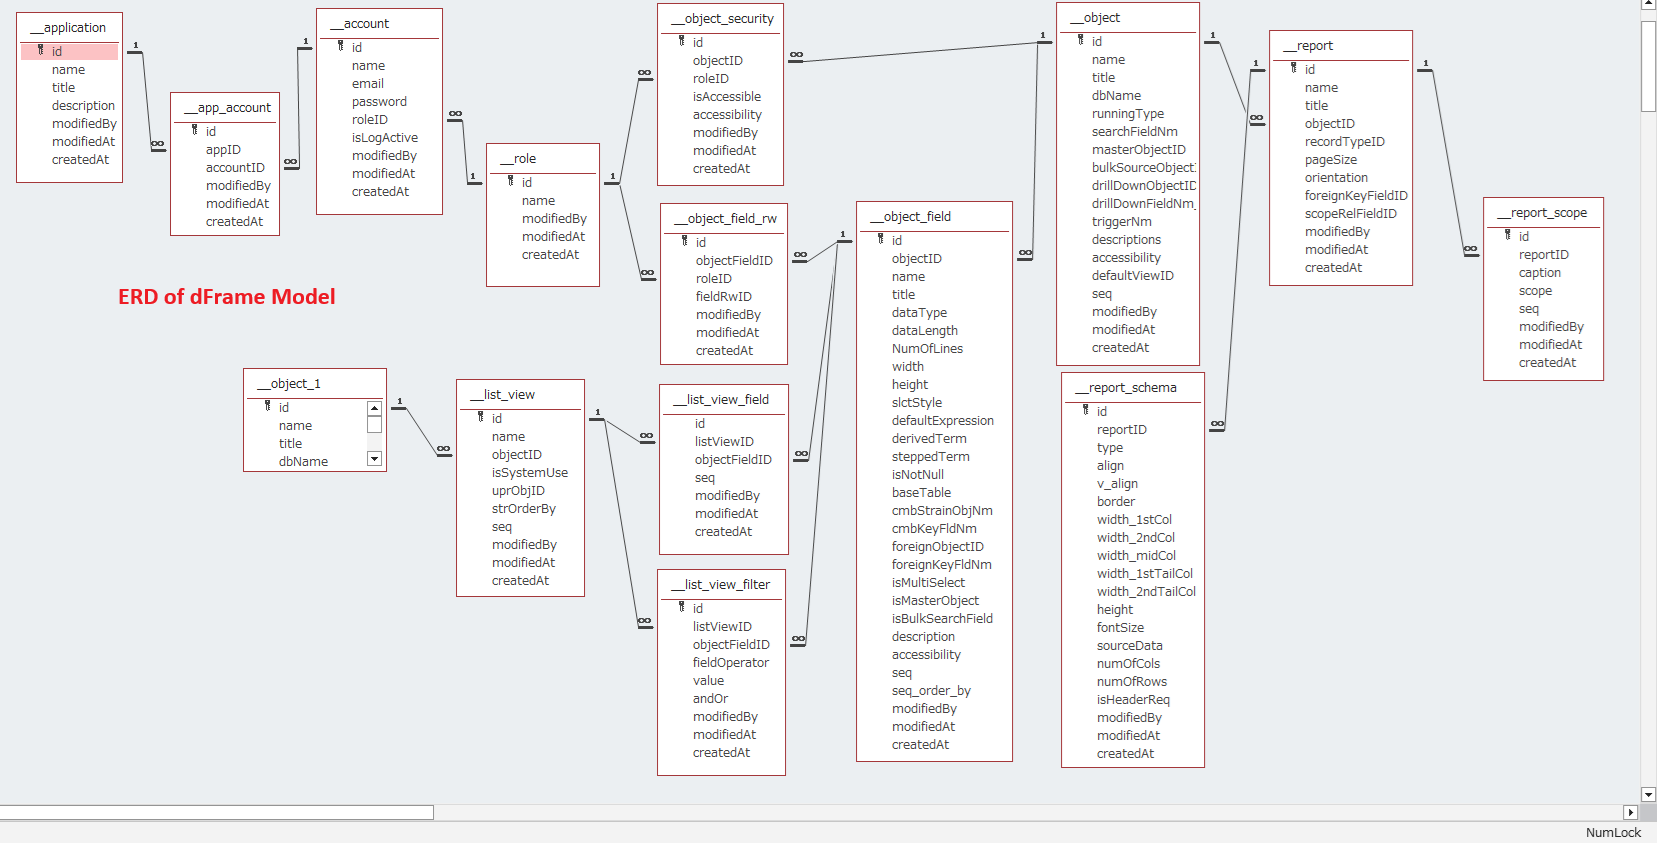 __application
id
name
title
description
modifiedBy
modifiedAt
createdAt
1
∞
__app_account
id
appID
accountID
modifiedBy
modifiedAt
createdAt
∞
1
__account
id
name
email
password
roleID
isLogActive
modifiedBy
modifiedAt
createdAt
∞
1
__role
id
name
modifiedBy
modifiedAt
createdAt
1
∞
∞
__object_security
id
objectID
roleID
isAccessible
accessibility
modifiedBy
modifiedAt
createdAt
∞
1
__object_field_rw
id
objectFieldID
roleID
fieldRwID
modifiedBy
modifiedAt
createdAt
∞
1
__object_field
id
objectID
name
title
dataType
dataLength
NumOfLines
width
height
slctStyle
defaultExpression
derivedTerm
steppedTerm
isNotNull
baseTable
cmbStrainObjNm
cmbKeyFldNm
foreignObjectID
foreignKeyFldNm
isMultiSelect
isMasterObject
isBulkSearchField
description
accessibility
seq
seq_order_by
modifiedBy
modifiedAt
createdAt
∞
__object
id
name
title
dbName
runningType
searchFieldNm
masterObjectID
bulkSourceObjectI
drillDownObjectID
drillDownFieldNm_
triggerNm
descriptions
accessibility
defaultViewID
seq
modifiedBy
modifiedAt
createdAt
1
∞
1
__report
id
name
title
objectID
recordTypeID
pageSize
orientation
foreignKeyFieldID
scopeRelFieldID
modifiedBy
modifiedAt
createdAt
1
∞
__report_scope
id
reportID
caption
scope
seq
modifiedBy
modifiedAt
createdAt
__report_schema
id
reportID
type
align
v_align
border
width_1stCol
width_2ndCol
width_midCol
width_1stTailCol
width_2ndTailCol
height
fontSize
sourceData
numOfCols
numOfRows
isHeaderReq
modifiedBy
modifiedAt
createdAt
∞
ERD of dFrame Model
__object_1
id
name
title
dbName
1
∞
__list_view
id
name
objectID
isSystemUse
uprObjID
strOrderBy
seq
modifiedBy
modifiedAt
createdAt
1
∞
∞
__list_view_field
id
listViewID
objectFieldID
seq
modifiedBy
modifiedAt
createdAt
∞
__list_view_filter
id
listViewID
objectFieldID
fieldOperator
value
andOr
modifiedBy
modifiedAt
createdAt
∞
NumLock